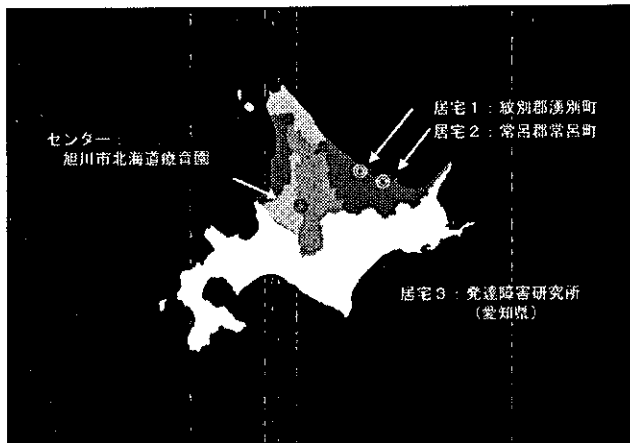 居宅1：紋別郡湧別町
居宅2：常呂郡常呂町
センター：
旭川市北海道療育園
居宅3：発達障害研究所
（愛知県）